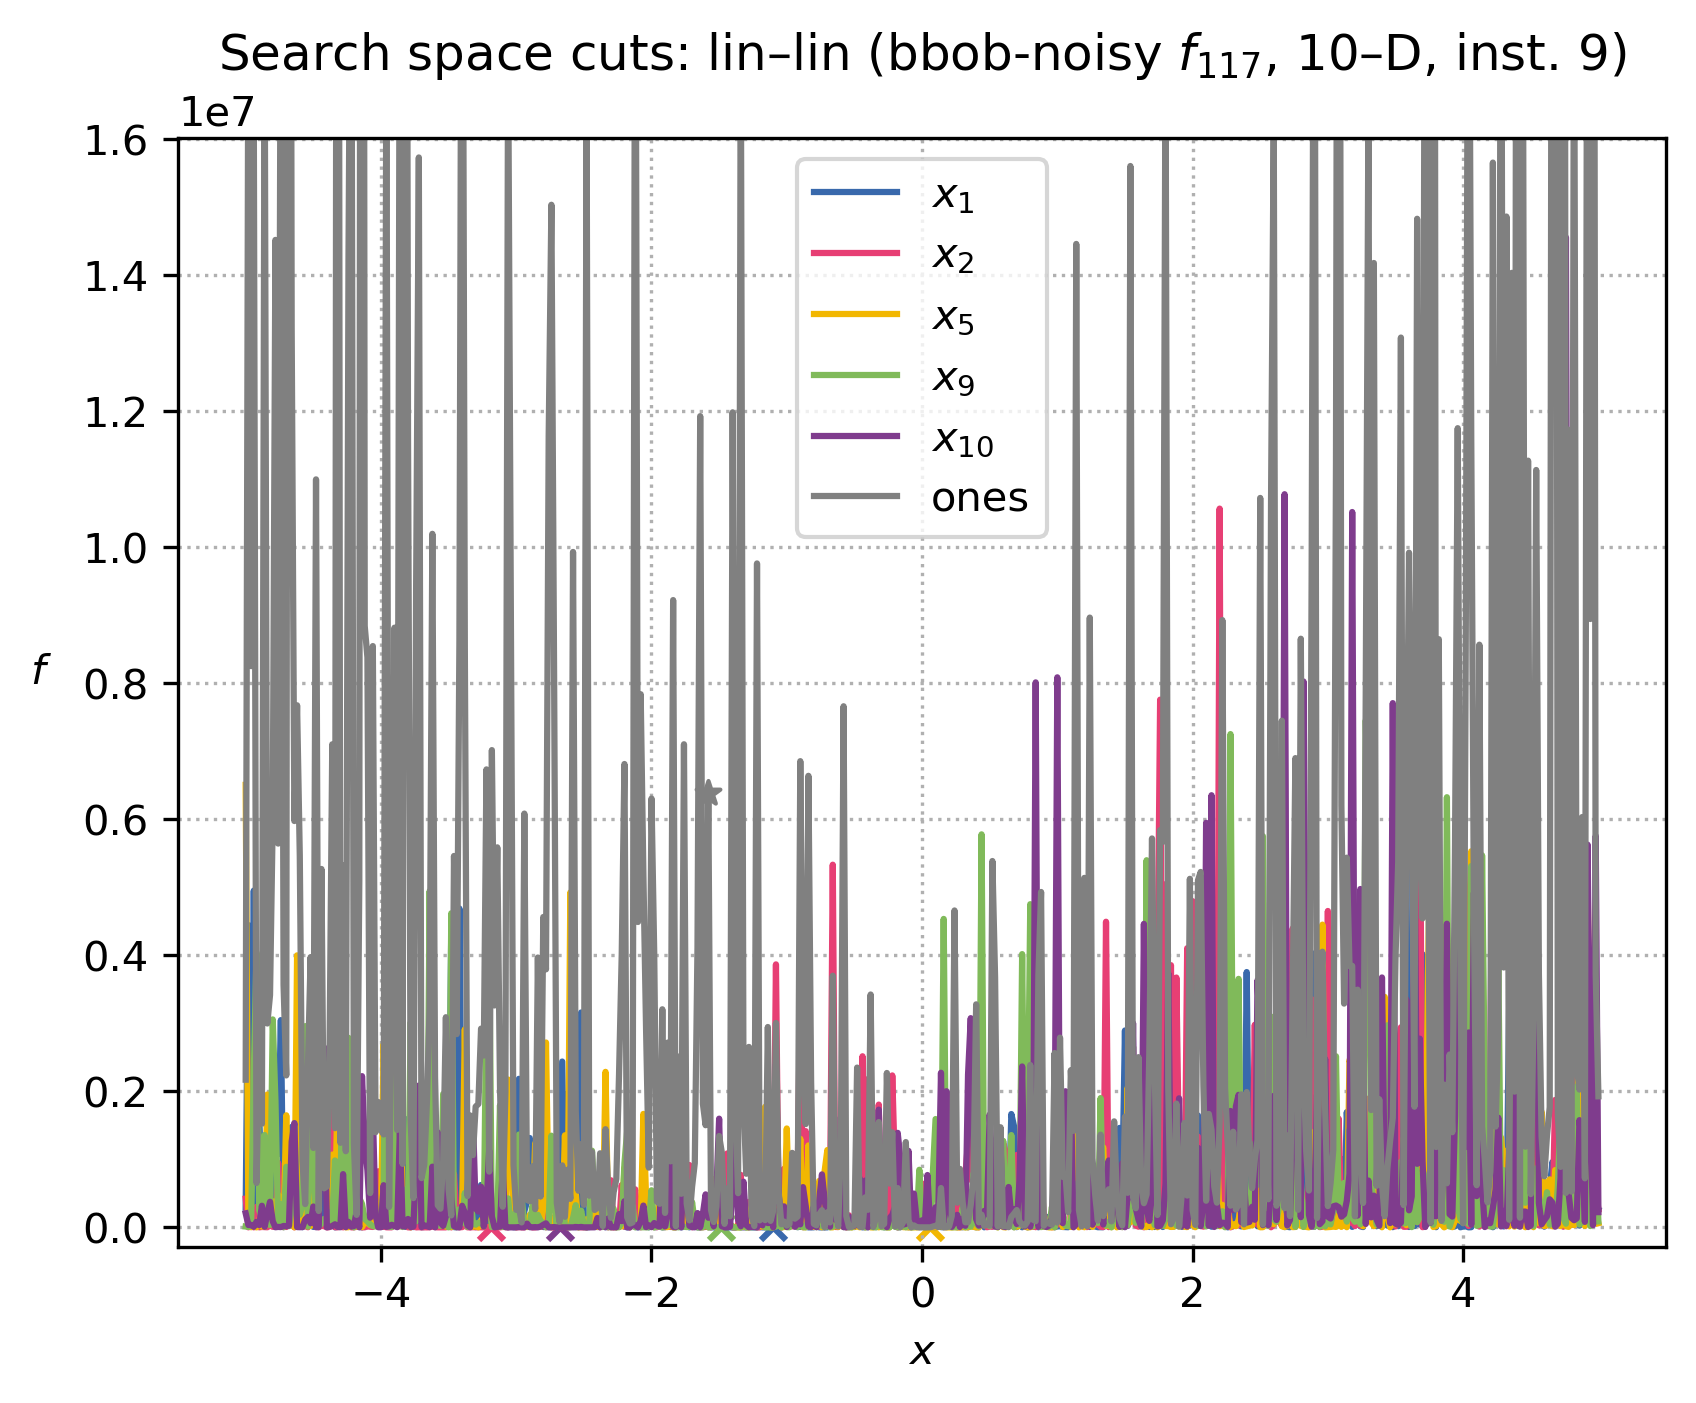 Search space cuts: lin–lin (bbob-noisy f₁₁₇, 10–D, inst. 9)
1e7
1.6
1.4
1.2
1.0
0.8
0.6
0.4
0.2
0.0
f
x₁
x₂
x₅
x₉
x₁₀
ones
−4 −2 0 2 4
x